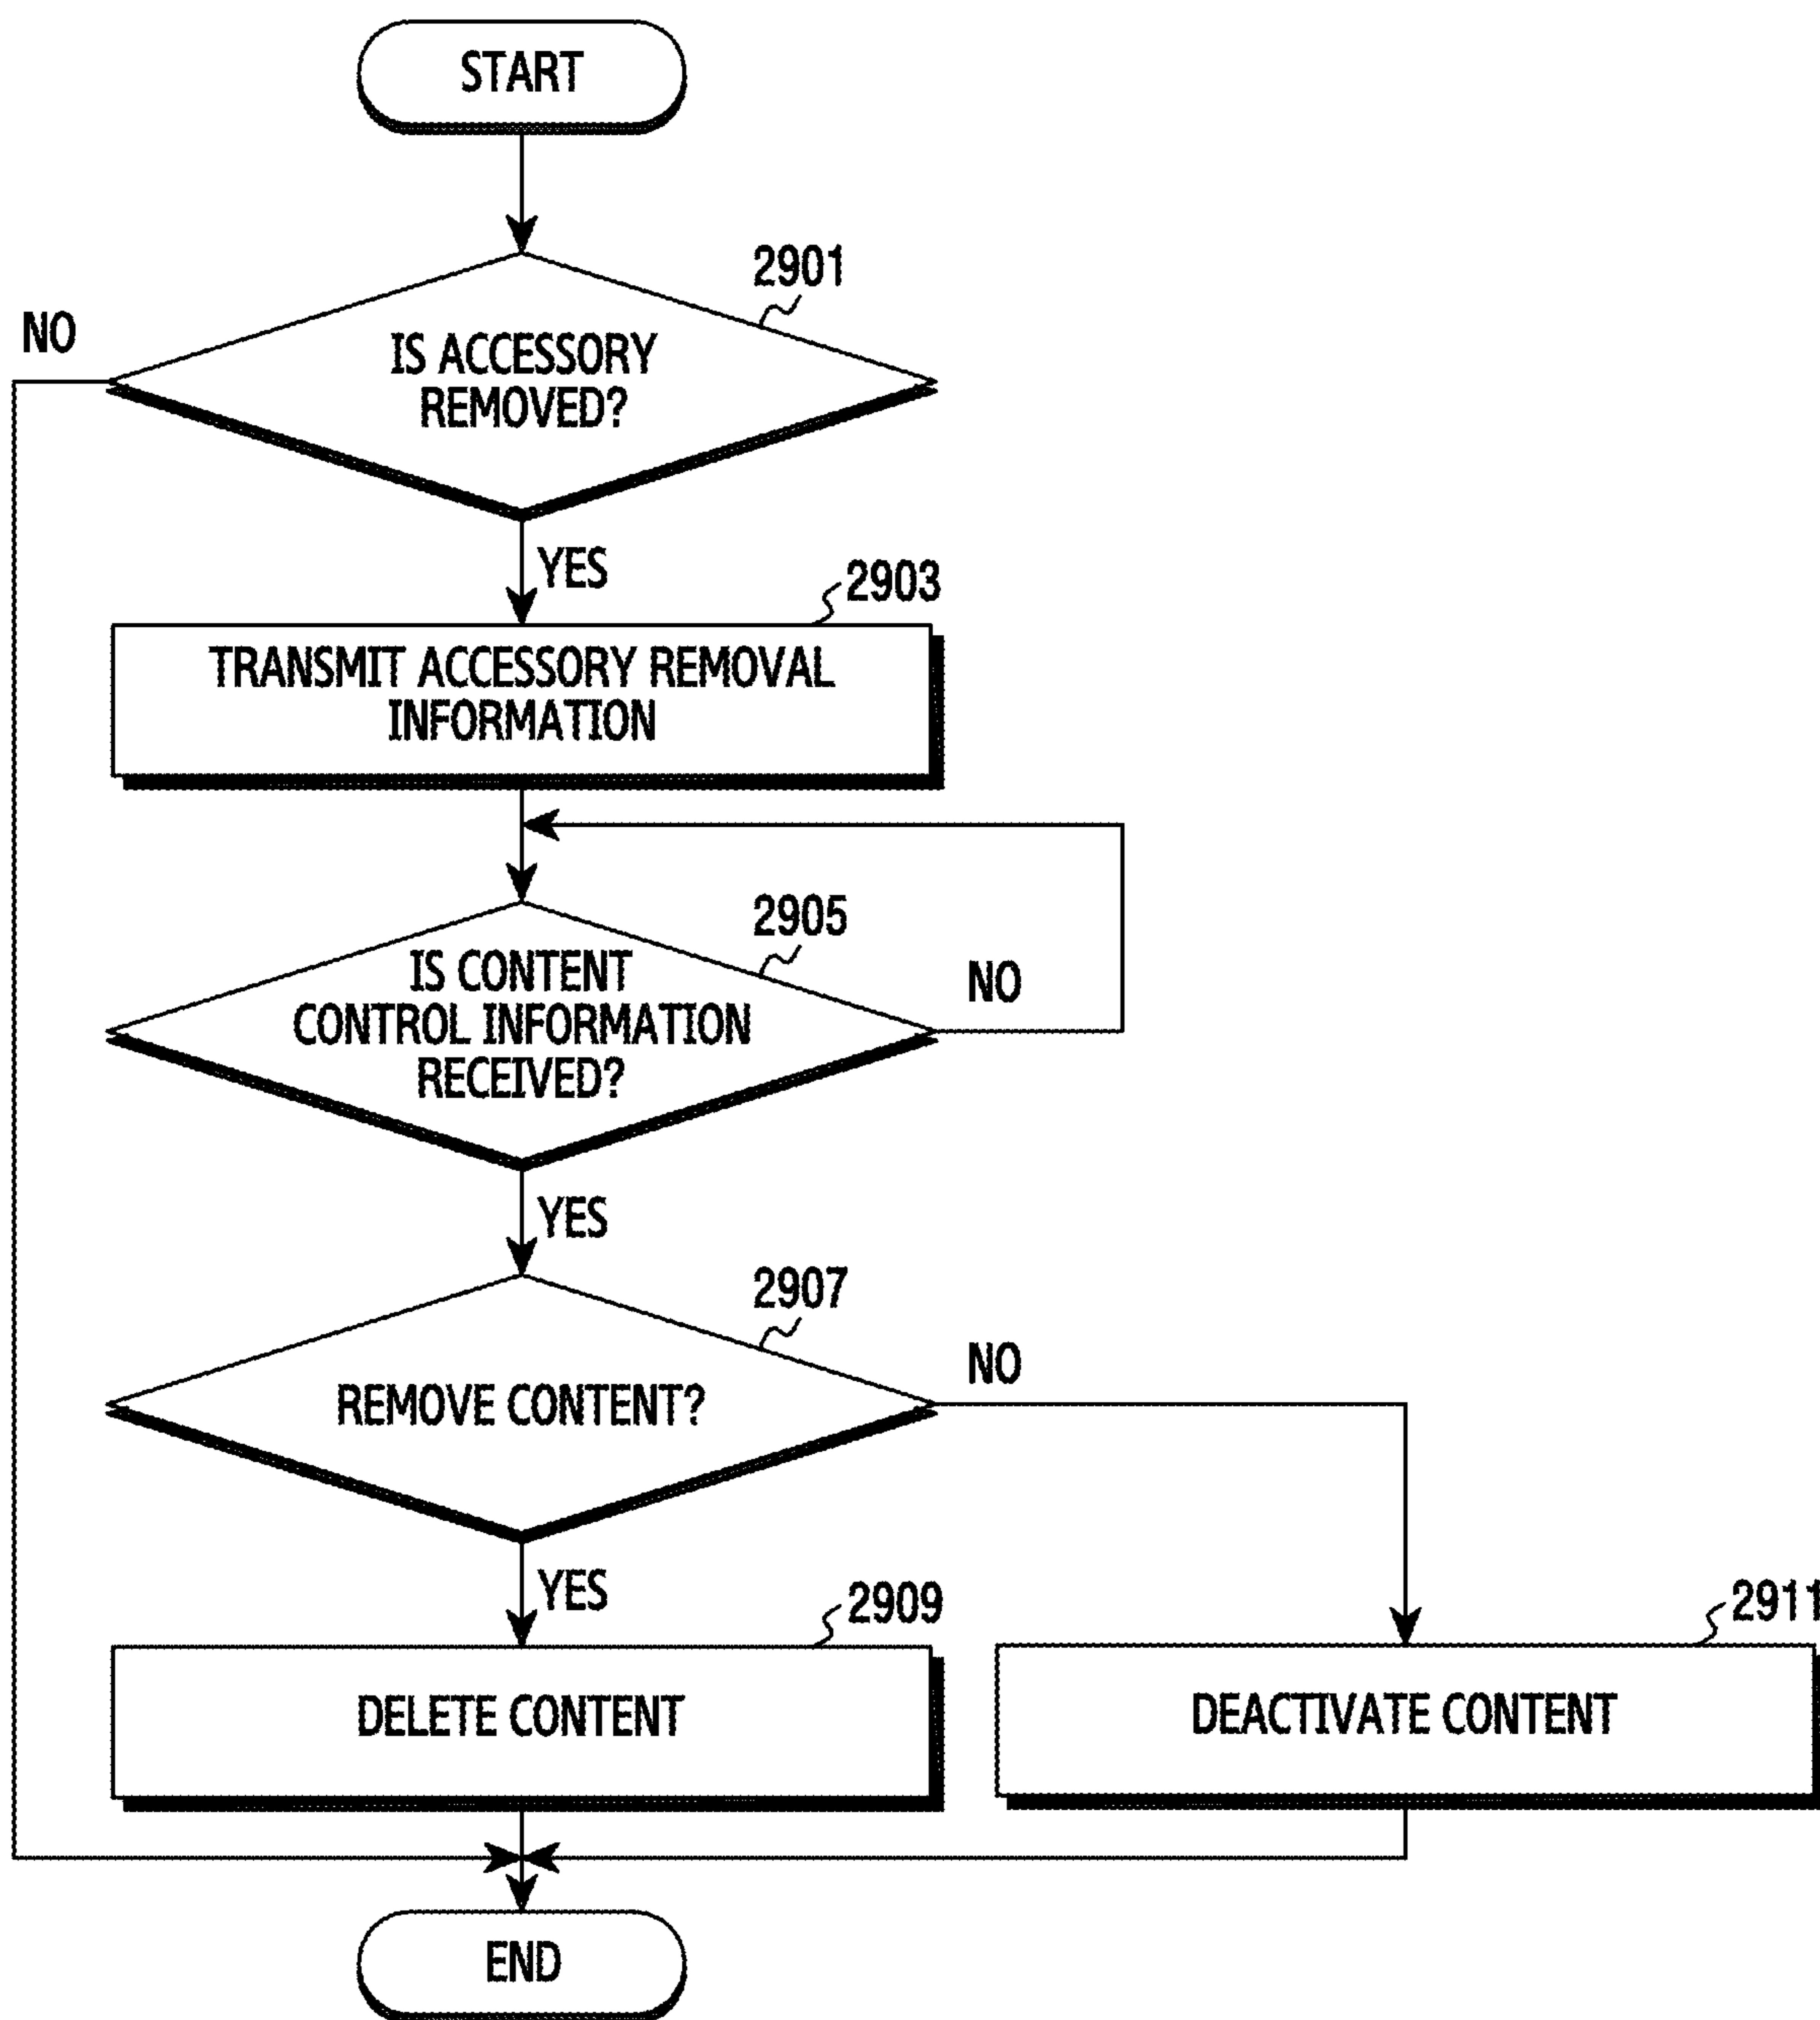 START
2901
NO
IS ACCESSORY
REMOVED?
YES
2903
TRANSMIT ACCESSORY REMOVAL
INFORMATION
2905
IS CONTENT
CONTROL INFORMATION
RECEIVED?
NO
YES
2907
REMOVE CONTENT?
NO
YES
2909
DELETE CONTENT
2911
DEACTIVATE CONTENT
END